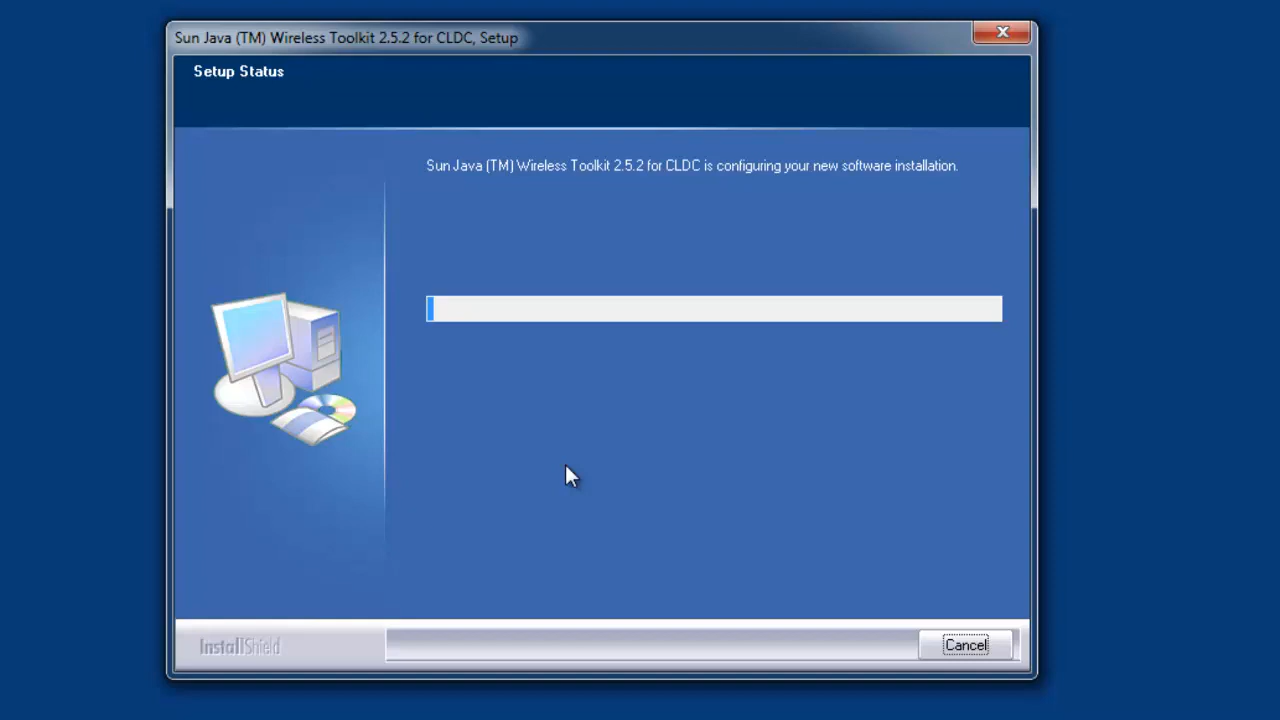 Sun Java (TM) Wireless Toolkit 2.5.2 for CLDC, Setup
Setup Status
Sun Java (TM) Wireless Toolkit 2.5.2 for CLDC is configuring your new software installation.
InstallShield
Cancel